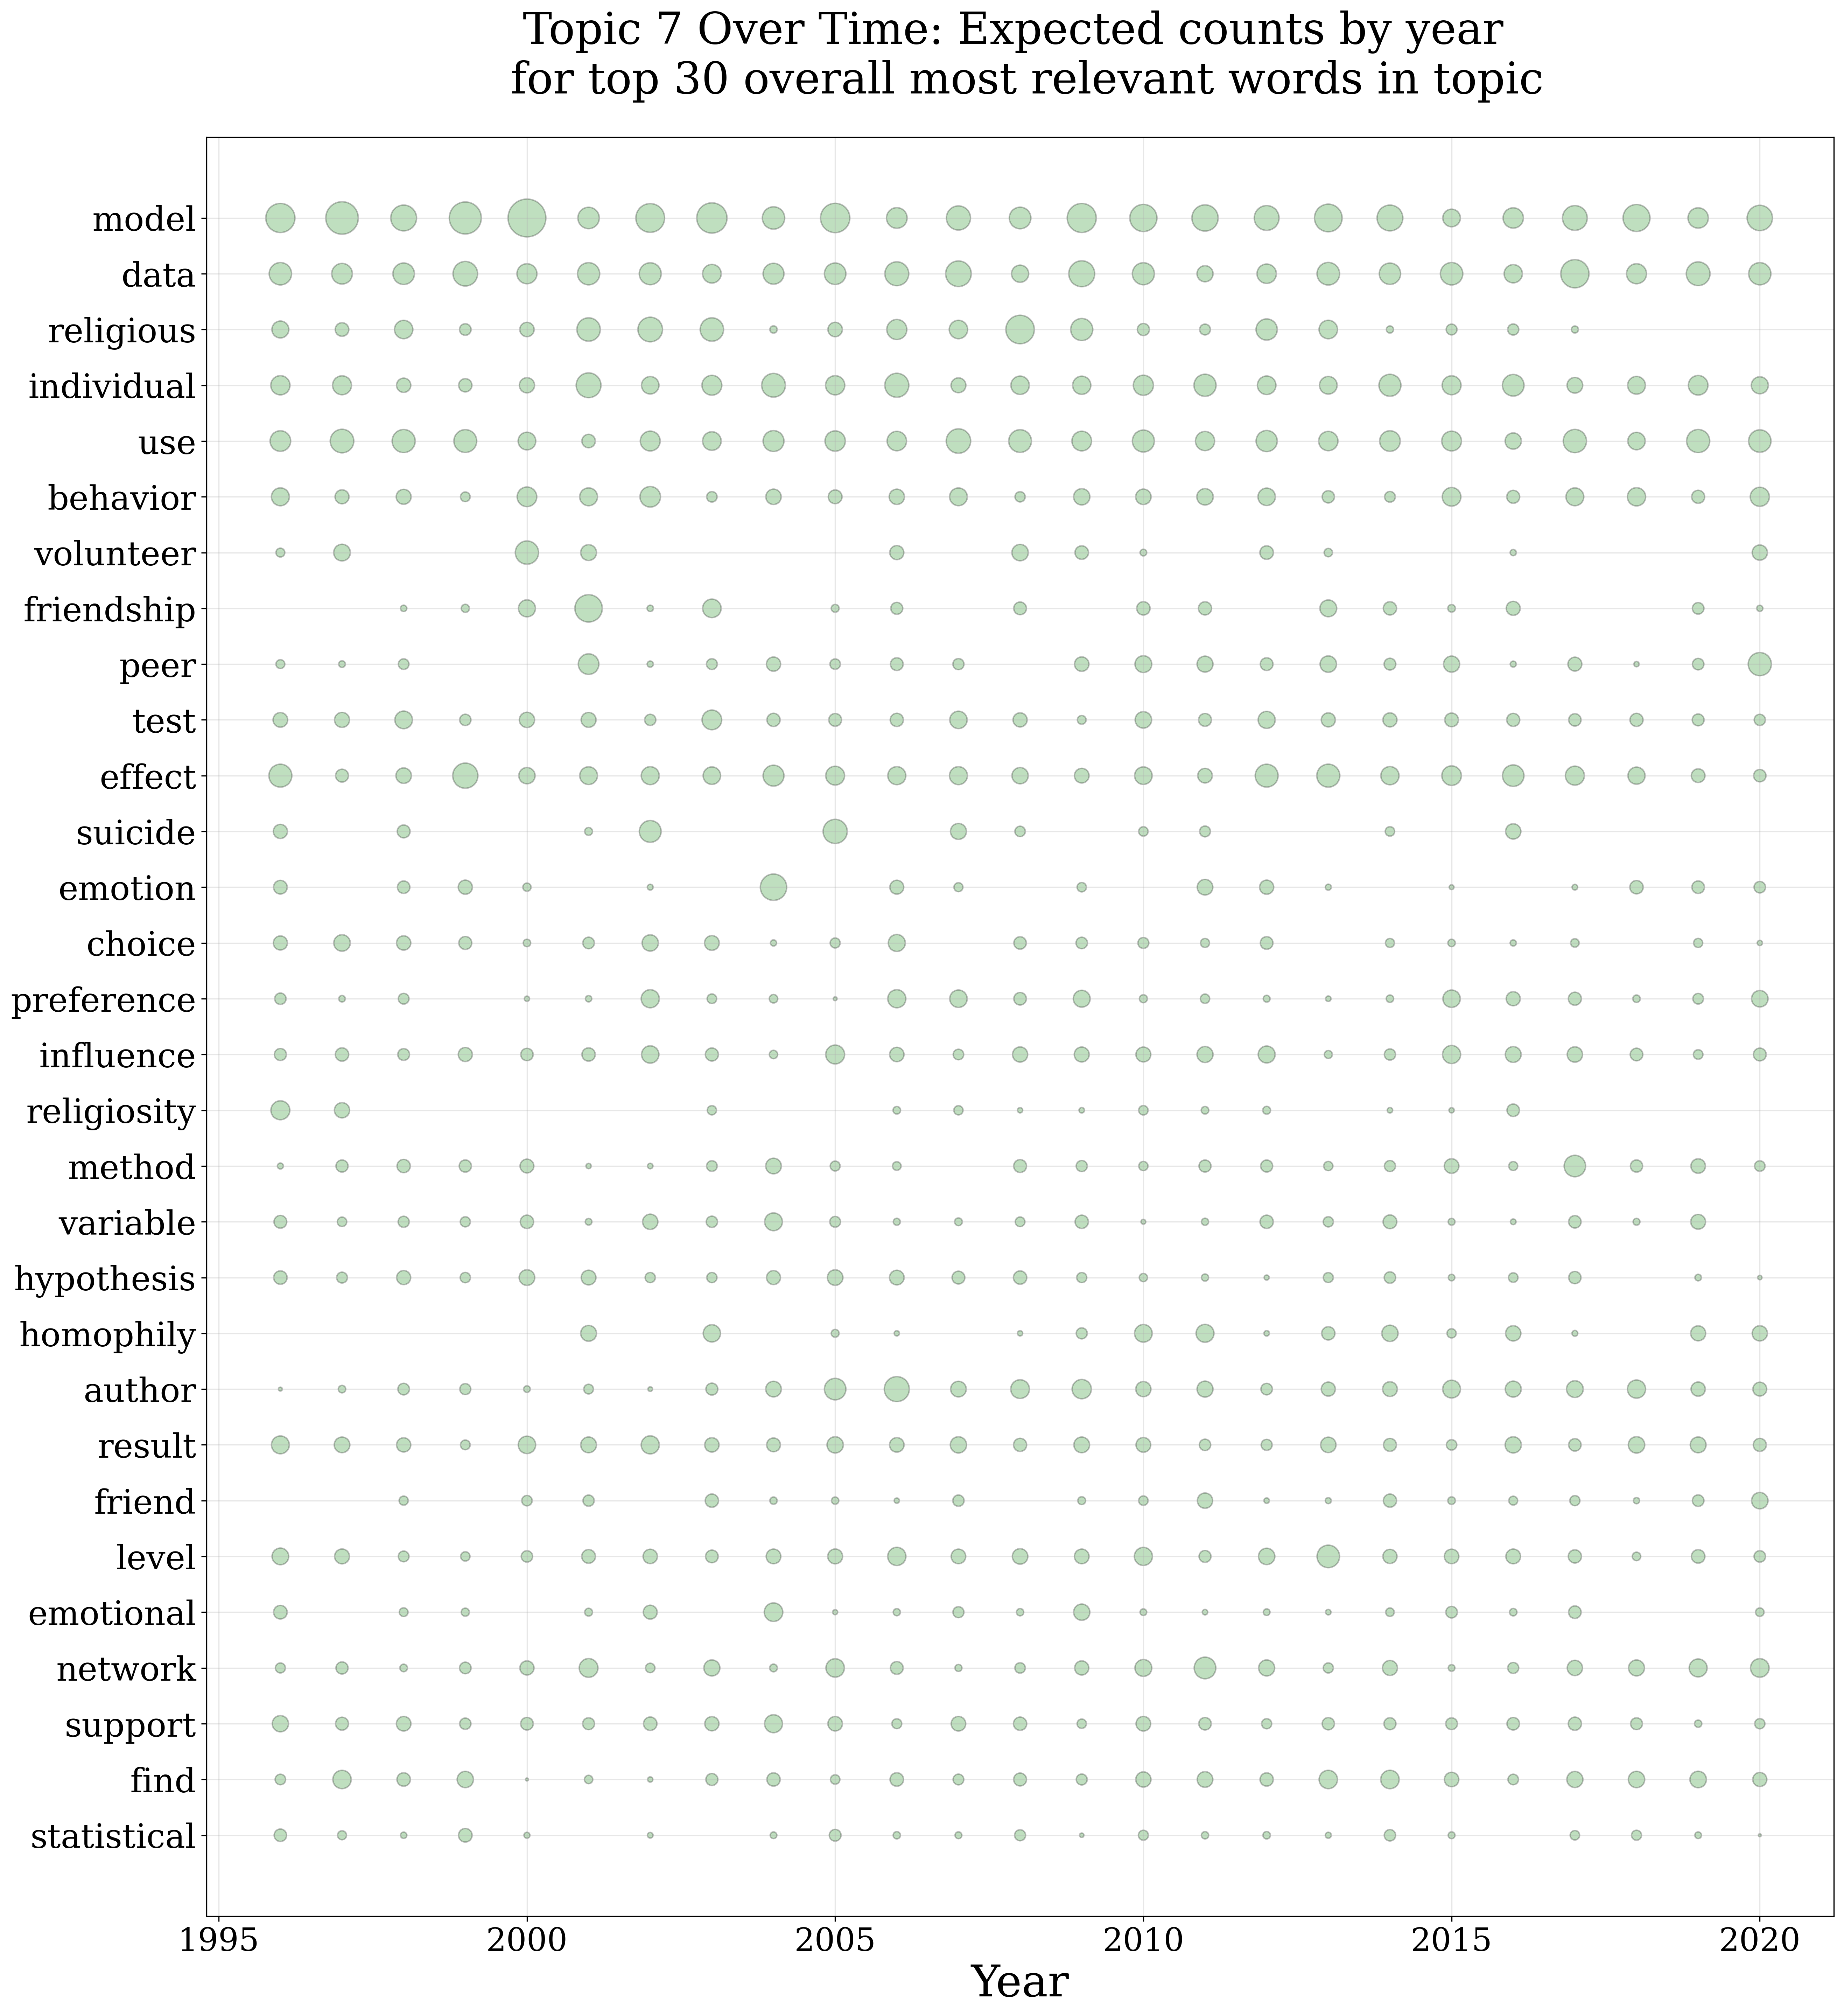 Topic 7 Over Time: Expected counts by year
for top 30 overall most relevant words in topic
model
data
religious
individual
use
behavior
volunteer
friendship
peer
test
effect
suicide
emotion
choice
preference
influence
religiosity
method
variable
hypothesis
homophily
author
result
friend
level
emotional
network
support
find
statistical
1995 2000 2005 2010 2015 2020
Year